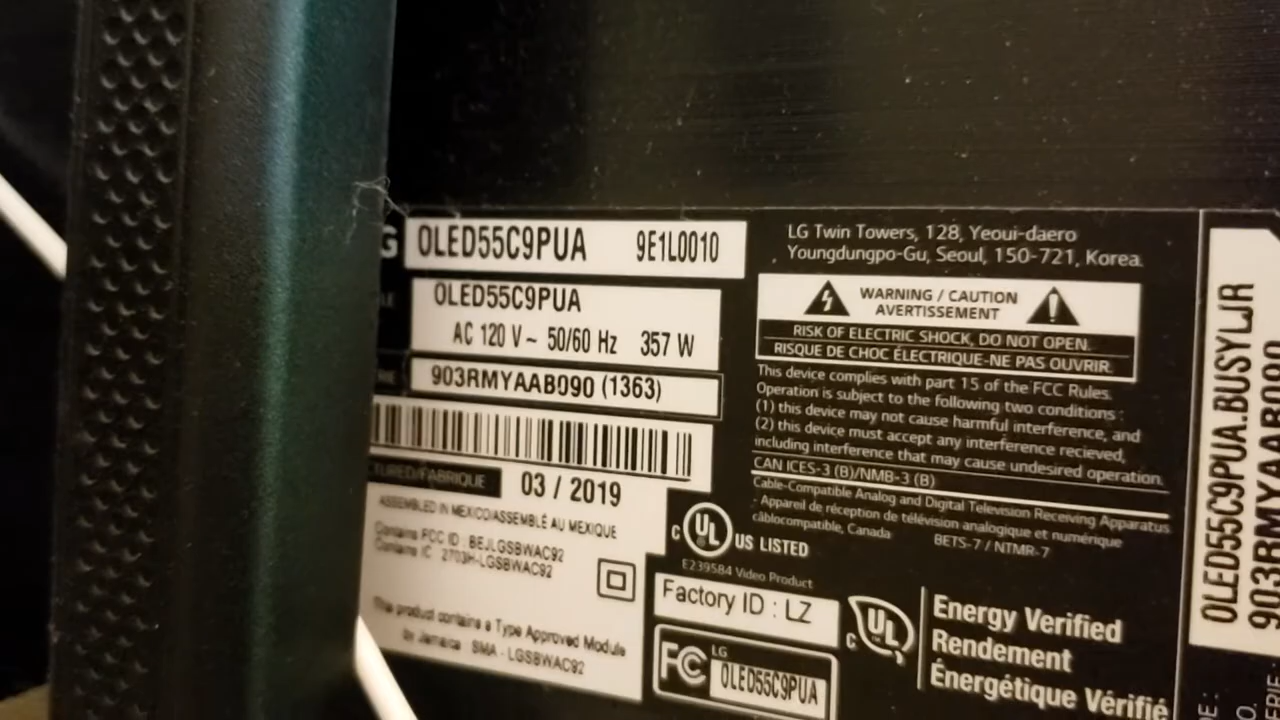 G OLED55C9PUA 9E1L0010
OLED55C9PUA
AC 120 V ~ 50/60 Hz 357 W
903RMYAAB090 (1363)
03 / 2019
ASSEMBLED IN MEXICO/ASSEMBLÉ AU MEXIQUE
Contains FCC ID : BEJLGSBWAC92
Contains IC : 2703H-LGSBWAC92
This product contains a Type Approved Module
by Jamaica SMA - LGSBWAC92
LG Twin Towers, 128, Yeoui-daero
Youngdungpo-Gu, Seoul, 150-721, Korea.
WARNING / CAUTION
AVERTISSEMENT
RISK OF ELECTRIC SHOCK, DO NOT OPEN.
RISQUE DE CHOC ÉLECTRIQUE-NE PAS OUVRIR.
This device complies with part 15 of the FCC Rules.
Operation is subject to the following two conditions :
(1) this device may not cause harmful interference, and
(2) this device must accept any interference recieved,
including interference that may cause undesired operation.
CAN ICES-3 (B)/NMB-3 (B)
Cable-Compatible Analog and Digital Television Receiving Apparatus
- Appareil de réception de télévision analogique et numérique
câblocompatible, Canada BETS-7 / NTMR-7
C UL US LISTED
E239584 Video Product
Factory ID : LZ
FC LG
OLED55C9PUA
C UL
Energy Verified
Rendement
Énergétique Vérifié
OLED55C9PUA.BUSYLJR
903RMYAAB090